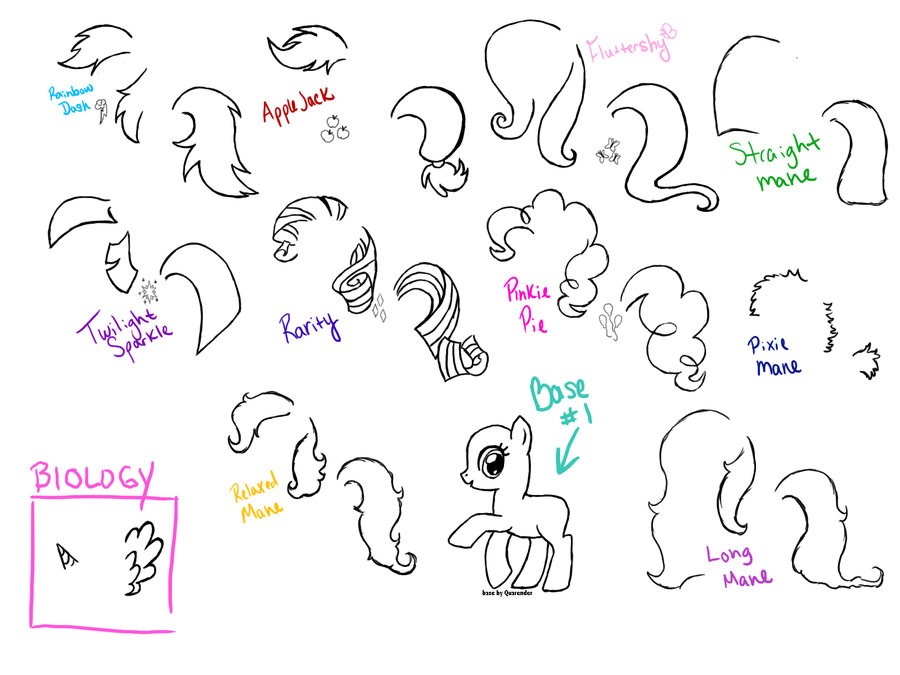 Rainbow
Dash
AppleJack
Fluttershy
Straight
mane
Twilight
Sparkle
Rarity
Pinkie
Pie
Pixie
Mane
Relaxed
Mane
Base
#1
base by Quarender
BIOLOGY
Long
Mane